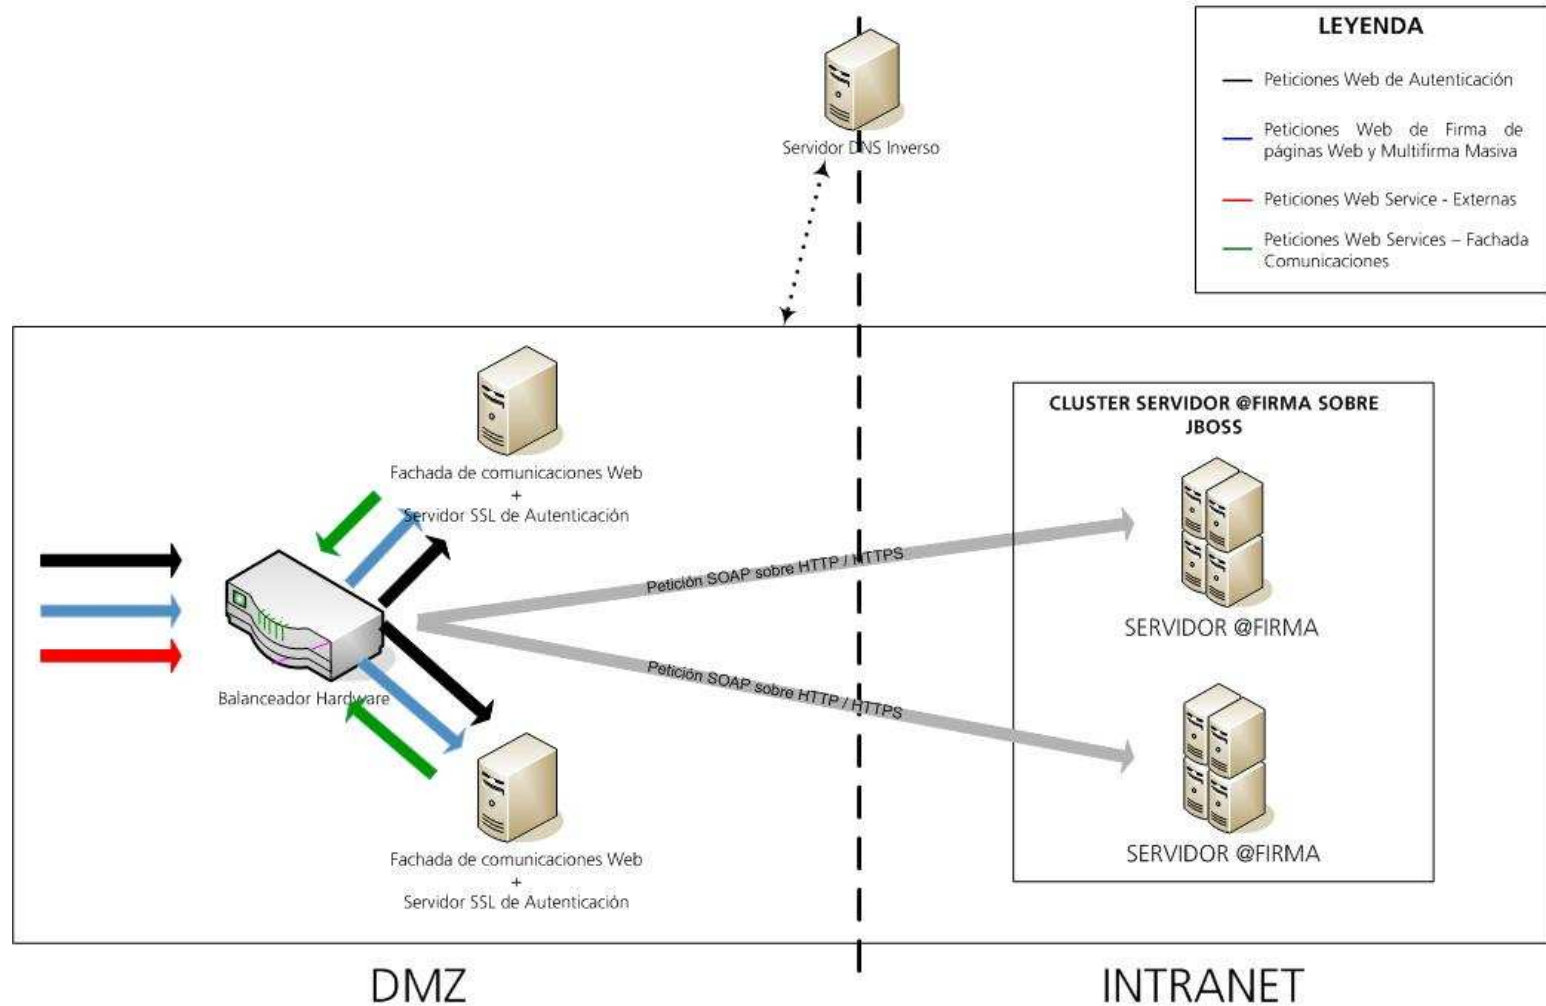 LEYENDA
Peticiones Web de Autenticación
Peticiones Web de Firma de
páginas Web y Multifirma Masiva
Peticiones Web Service - Externas
Peticiones Web Services – Fachada
Comunicaciones
Servidor DNS Inverso
Fachada de comunicaciones Web
+
Servidor SSL de Autenticación
Balanceador Hardware
Fachada de comunicaciones Web
+
Servidor SSL de Autenticación
Petición SOAP sobre HTTP / HTTPS
Petición SOAP sobre HTTP / HTTPS
CLUSTER SERVIDOR @FIRMA SOBRE
JBOSS
SERVIDOR @FIRMA
SERVIDOR @FIRMA
DMZ
INTRANET